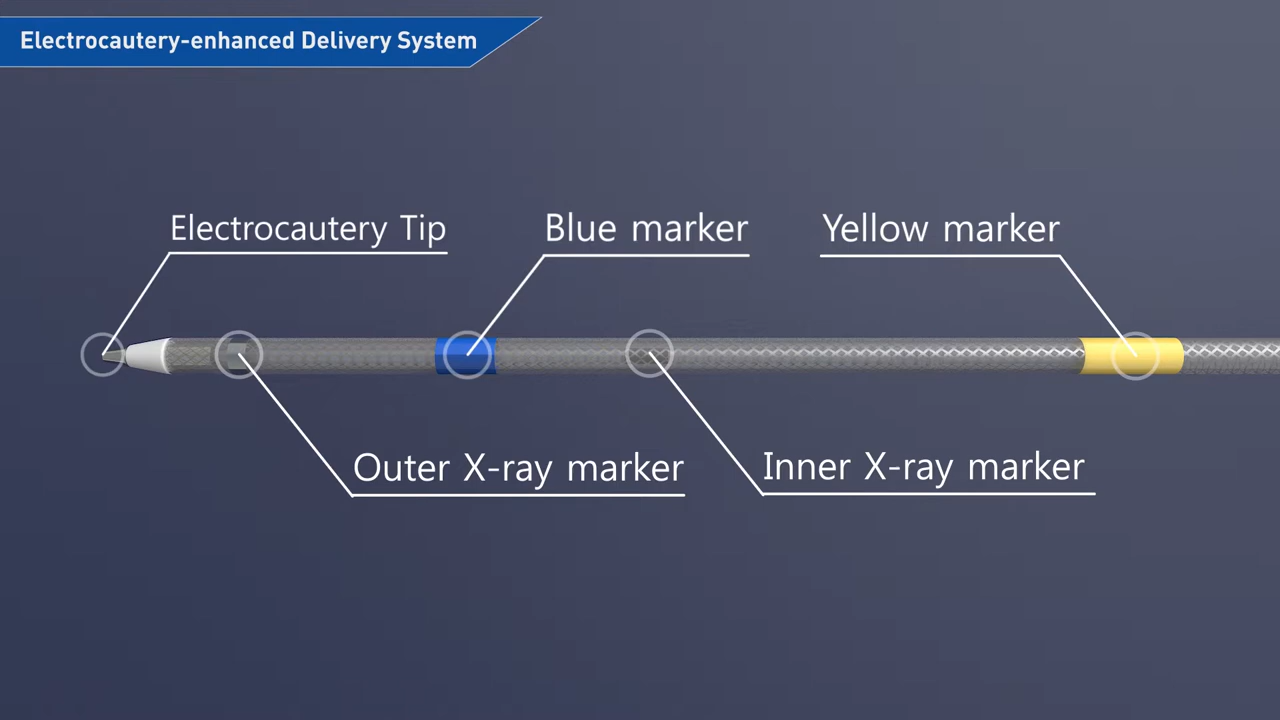 Electrocautery-enhanced Delivery System
Electrocautery Tip
Blue marker
Yellow marker
Outer X-ray marker
Inner X-ray marker